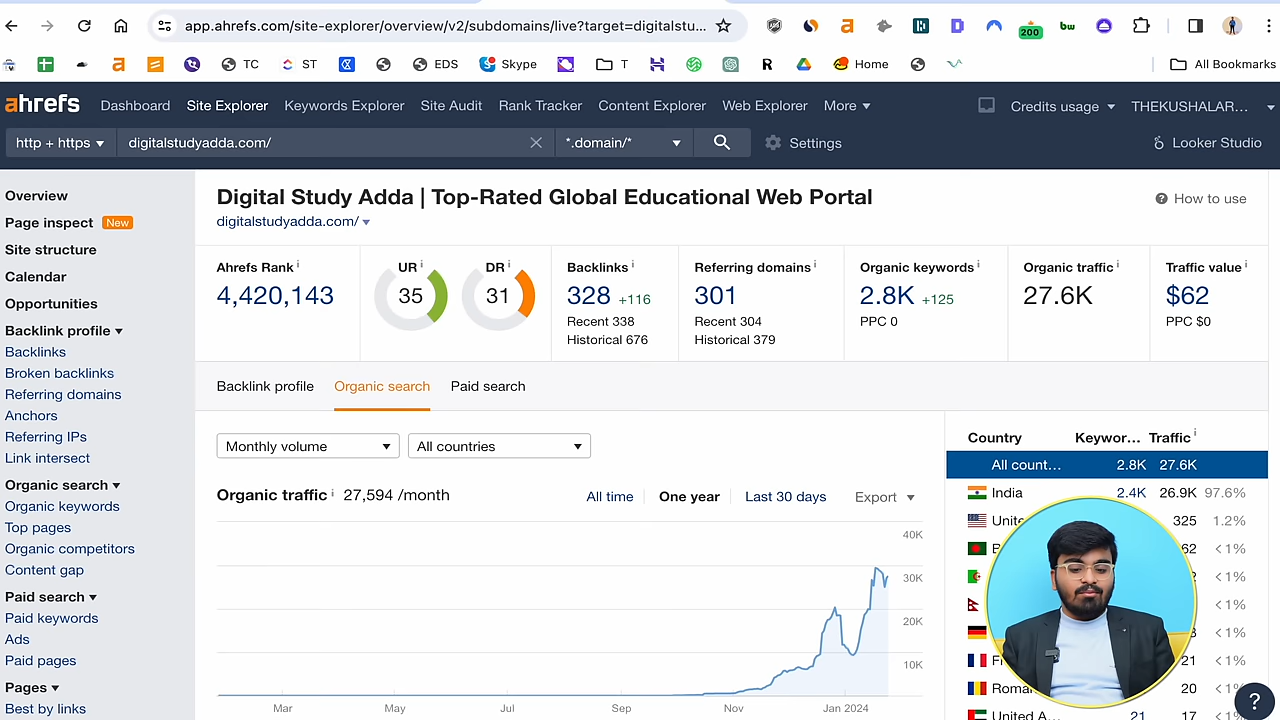 app.ahrefs.com/site-explorer/overview/v2/subdomains/live?target=digitalstu...
200
bw
TC
ST
EDS
Skype
T
R
Home
All Bookmarks
ahrefs
Dashboard
Site Explorer
Keywords Explorer
Site Audit
Rank Tracker
Content Explorer
Web Explorer
More
Credits usage
THEKUSHALAR...
http + https
digitalstudyadda.com/
*.domain/*
Settings
Looker Studio
Overview
Page inspect New
Site structure
Calendar
Opportunities
Backlink profile
Backlinks
Broken backlinks
Referring domains
Anchors
Referring IPs
Link intersect
Organic search
Organic keywords
Top pages
Organic competitors
Content gap
Paid search
Paid keywords
Ads
Paid pages
Pages
Best by links
Digital Study Adda | Top-Rated Global Educational Web Portal
How to use
digitalstudyadda.com/
Ahrefs Rank
4,420,143
UR
35
DR
31
Backlinks
328 +116
Recent 338
Historical 676
Referring domains
301
Recent 304
Historical 379
Organic keywords
2.8K +125
PPC 0
Organic traffic
27.6K
Traffic value
$62
PPC $0
Backlink profile
Organic search
Paid search
Monthly volume
All countries
Organic traffic 27,594 /month
All time
One year
Last 30 days
Export
40K
30K
20K
10K
Mar
May
Jul
Sep
Nov
Jan 2024
Country Keywor... Traffic
All count... 2.8K 27.6K
India 2.4K 26.9K 97.6%
325 1.2%
62 <1%
<1%
<1%
<1%
21 <1%
20
United A... 21 17 <1%
?